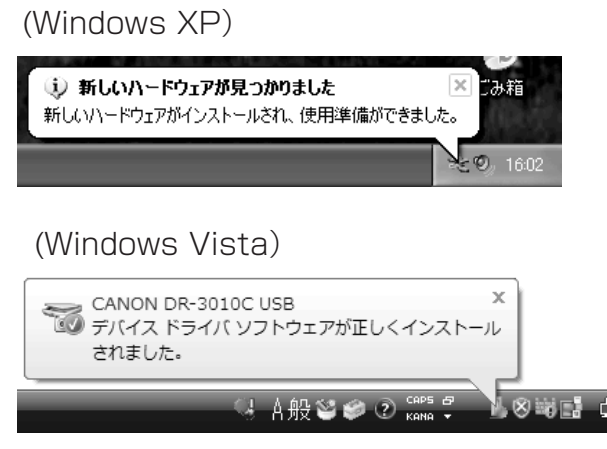 (Windows XP)
新しいハードウェアが見つかりました
ごみ箱
新しいハードウェアがインストールされ、使用準備ができました。
16:02
(Windows Vista)
CANON DR-3010C USB
デバイス ドライバ ソフトウェアが正しくインストール
されました。
A 般
CAPS
KANA